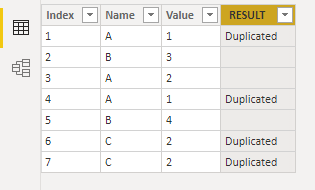 Index Name Value RESULT
1 A 1 Duplicated
2 B 3
3 A 2
4 A 1 Duplicated
5 B 4
6 C 2 Duplicated
7 C 2 Duplicated